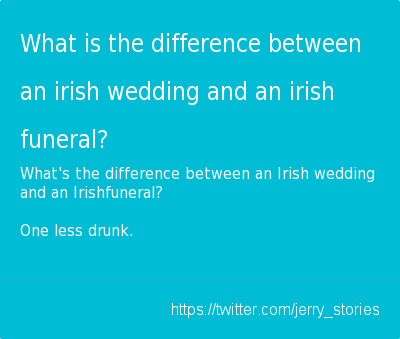 What is the difference between
an irish wedding and an irish
funeral?
What's the difference between an Irish wedding
and an Irishfuneral?
One less drunk.
https://twitter.com/jerry_stories